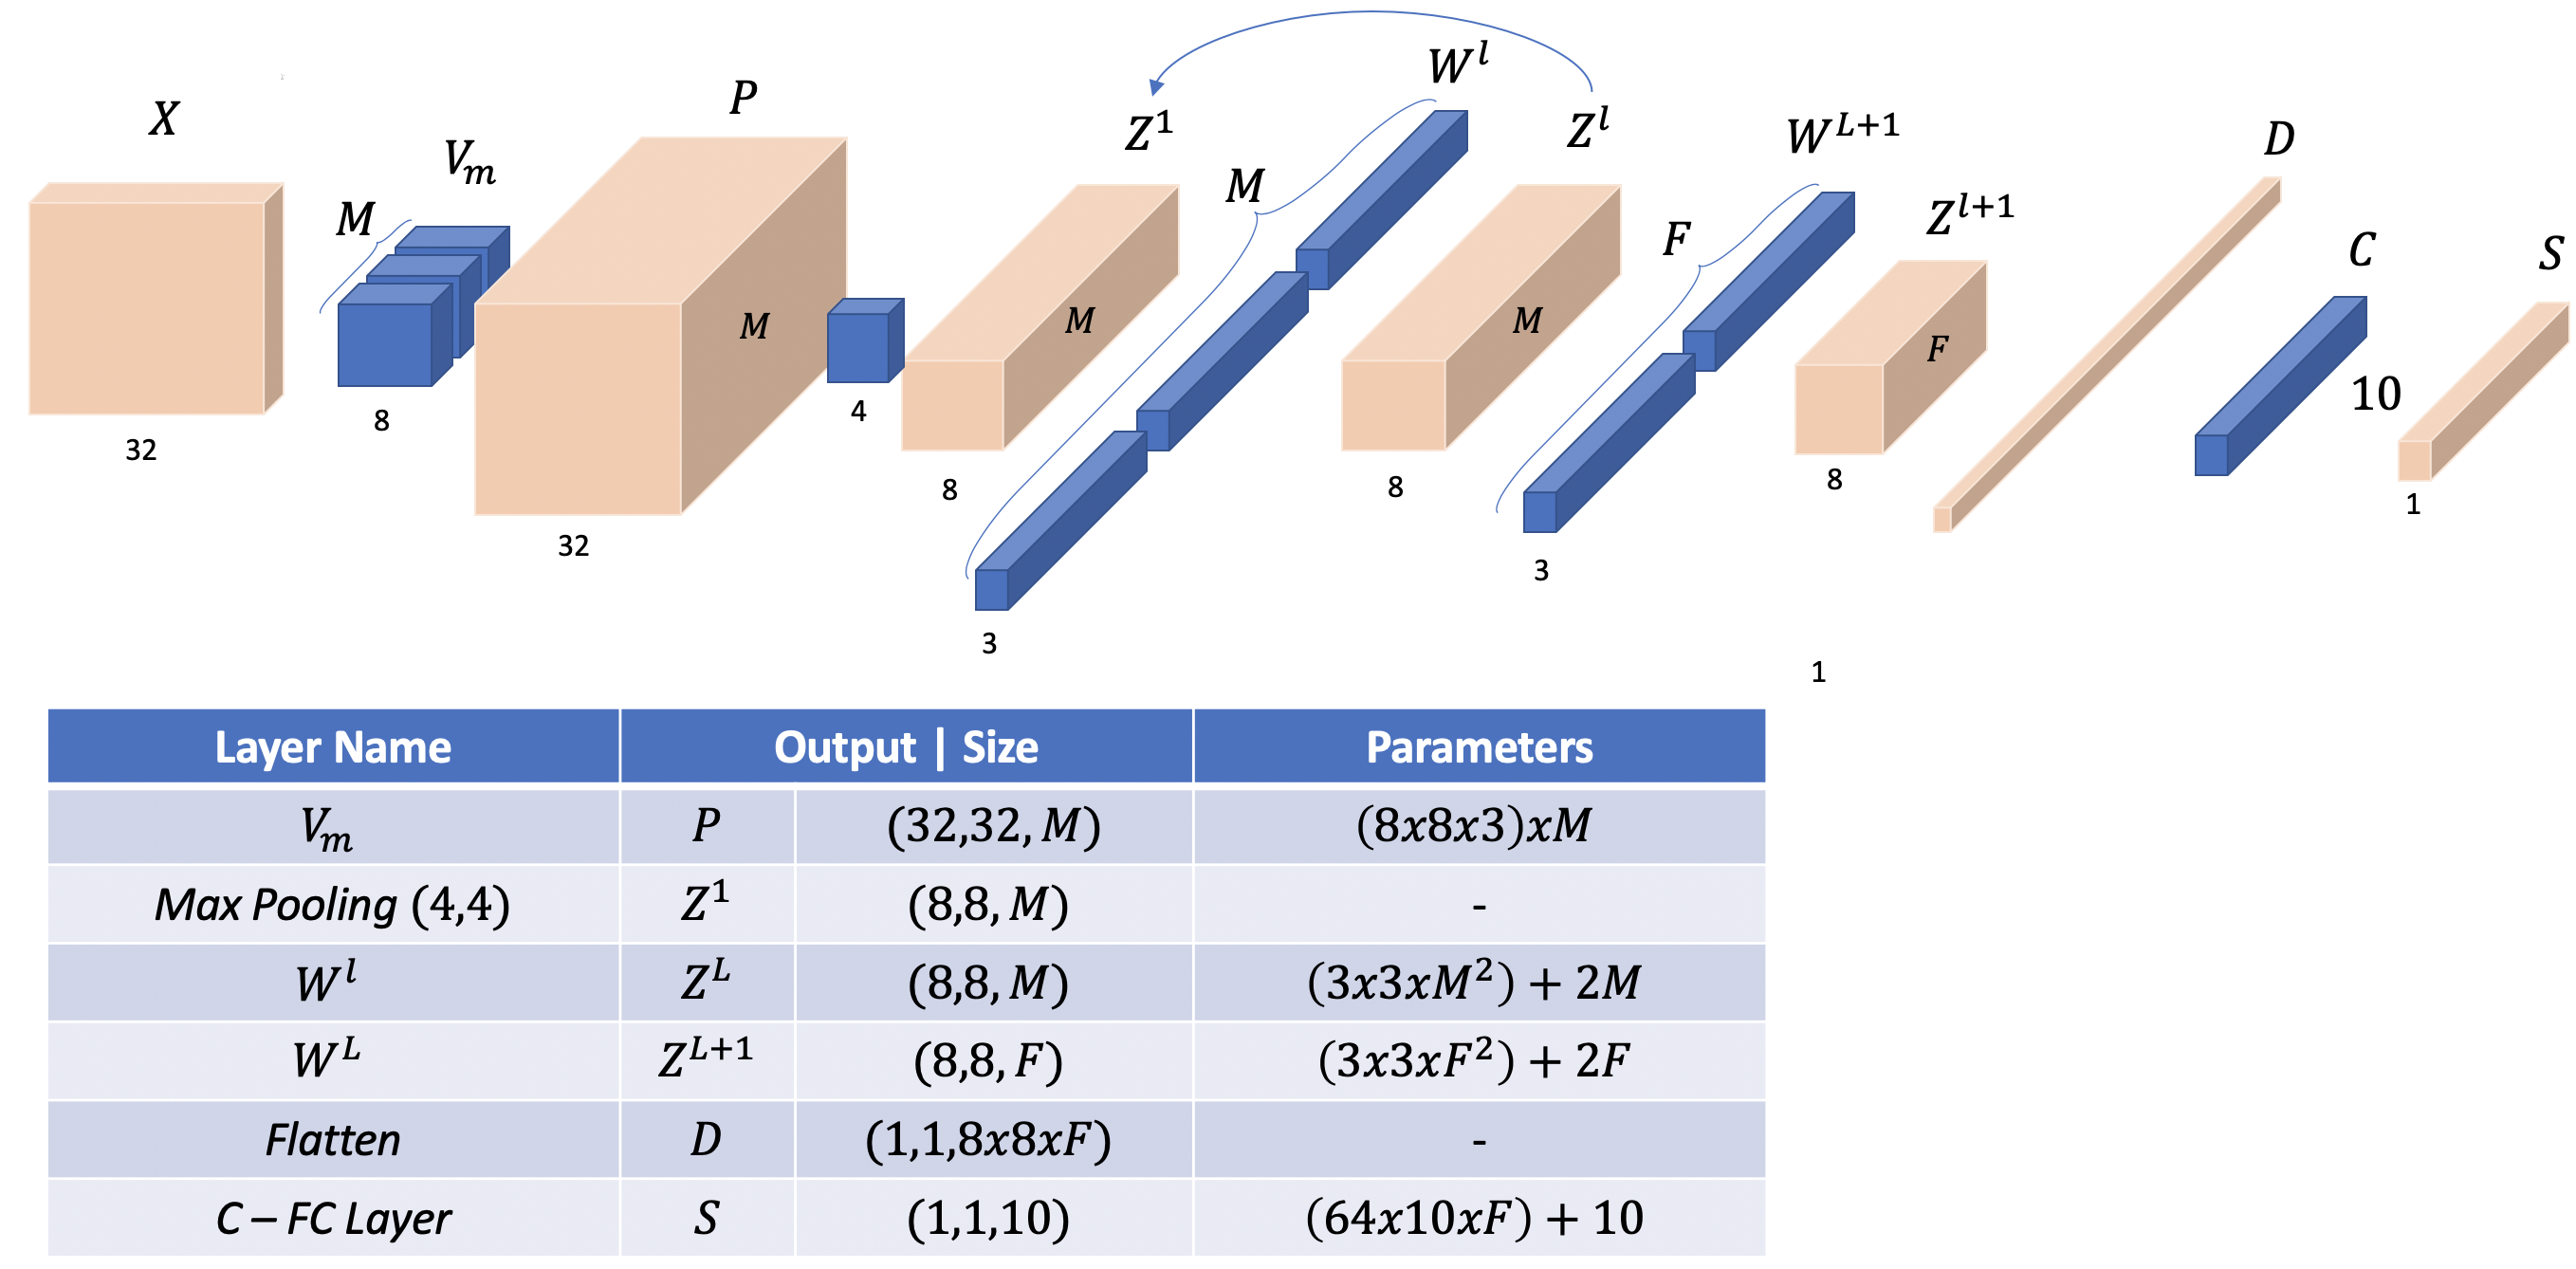 X
M
V_m
P
Z^1
M
W^l
Z^l
F
W^{L+1}
Z^{l+1}
D
C
S
M
M
M
F
10
8
4
32
32
8
8
8
1
3
3
1
Layer Name Output | Size Parameters
V_m P (32,32, M) (8x8x3)xM
Max Pooling (4,4) Z^1 (8,8, M) -
W^l Z^L (8,8, M) (3x3xM^2) + 2M
W^L Z^{L+1} (8,8, F) (3x3xF^2) + 2F
Flatten D (1,1,8x8xF) -
C – FC Layer S (1,1,10) (64x10xF) + 10